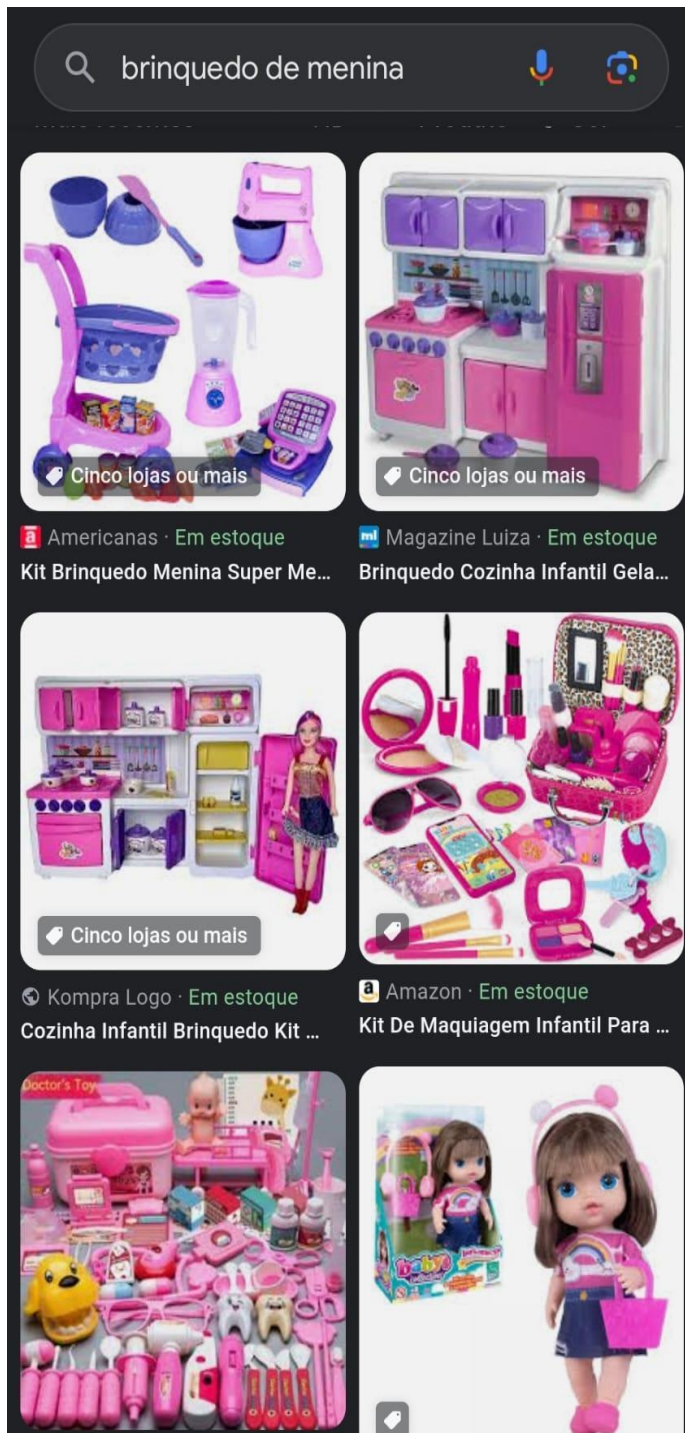 brinquedo de menina
Cinco lojas ou mais
Cinco lojas ou mais
Americanas · Em estoque
Magazine Luiza · Em estoque
Kit Brinquedo Menina Super Me...
Brinquedo Cozinha Infantil Gela...
Cinco lojas ou mais
Kompra Logo · Em estoque
Amazon · Em estoque
Cozinha Infantil Brinquedo Kit ...
Kit De Maquiagem Infantil Para ...
Doctor's Toy
babys